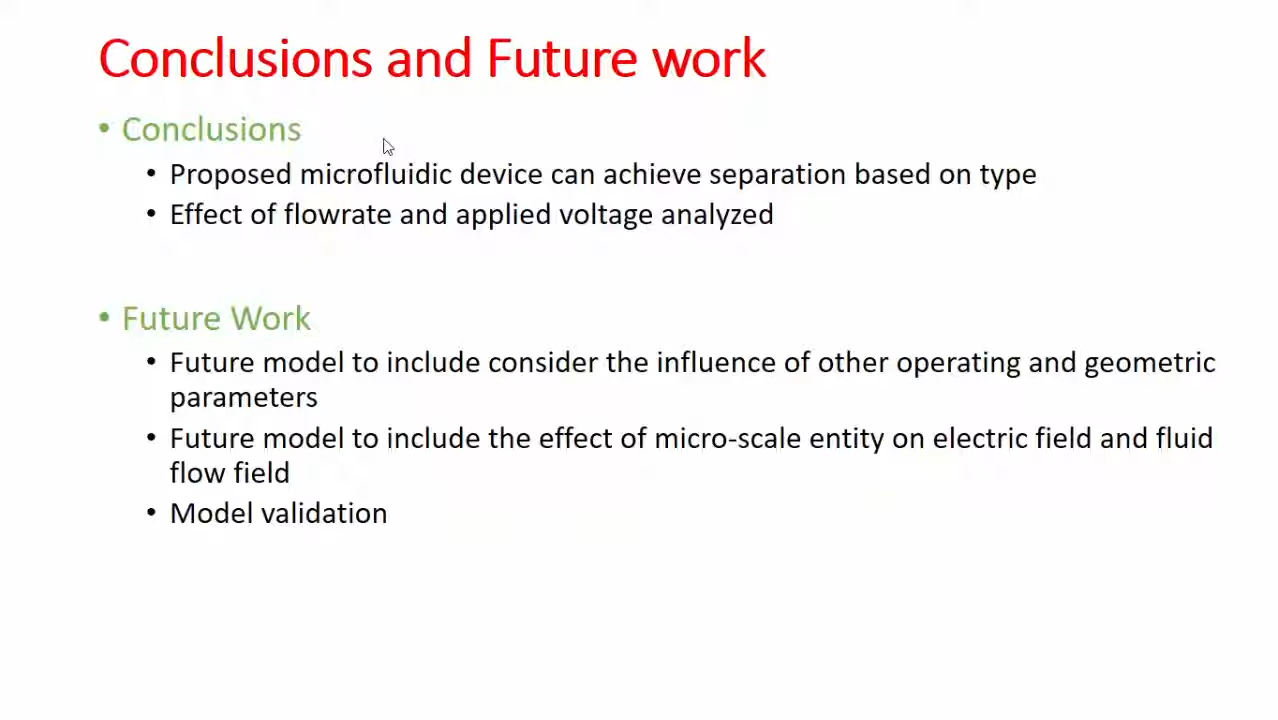 Conclusions and Future work
• Conclusions
• Proposed microfluidic device can achieve separation based on type
• Effect of flowrate and applied voltage analyzed
• Future Work
• Future model to include consider the influence of other operating and geometric
parameters
• Future model to include the effect of micro-scale entity on electric field and fluid
flow field
• Model validation